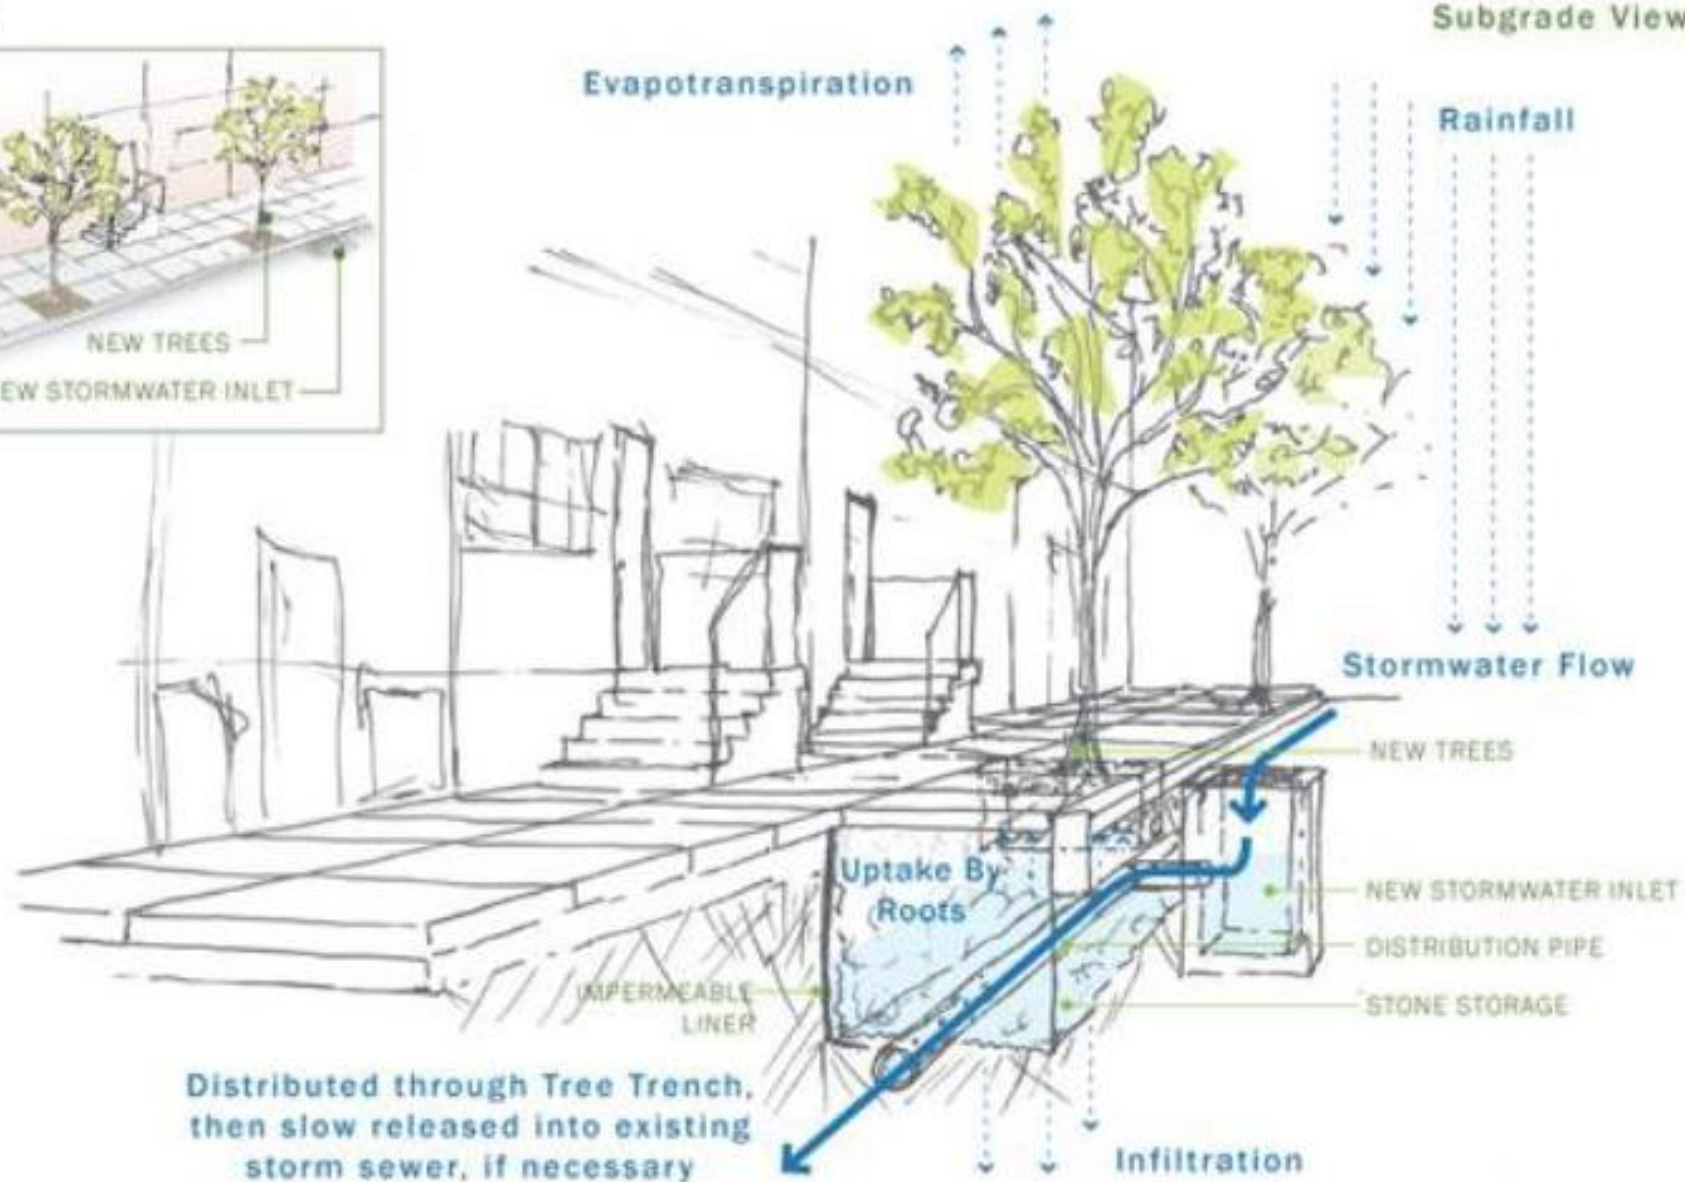 Subgrade View
Evapotranspiration
Rainfall
NEW TREES
EW STORMWATER INLET
Stormwater Flow
NEW TREES
Uptake By
Roots
NEW STORMWATER INLET
DISTRIBUTION PIPE
IMPERMEABLE
LINER
STONE STORAGE
Distributed through Tree Trench,
then slow released into existing
storm sewer, if necessary
Infiltration